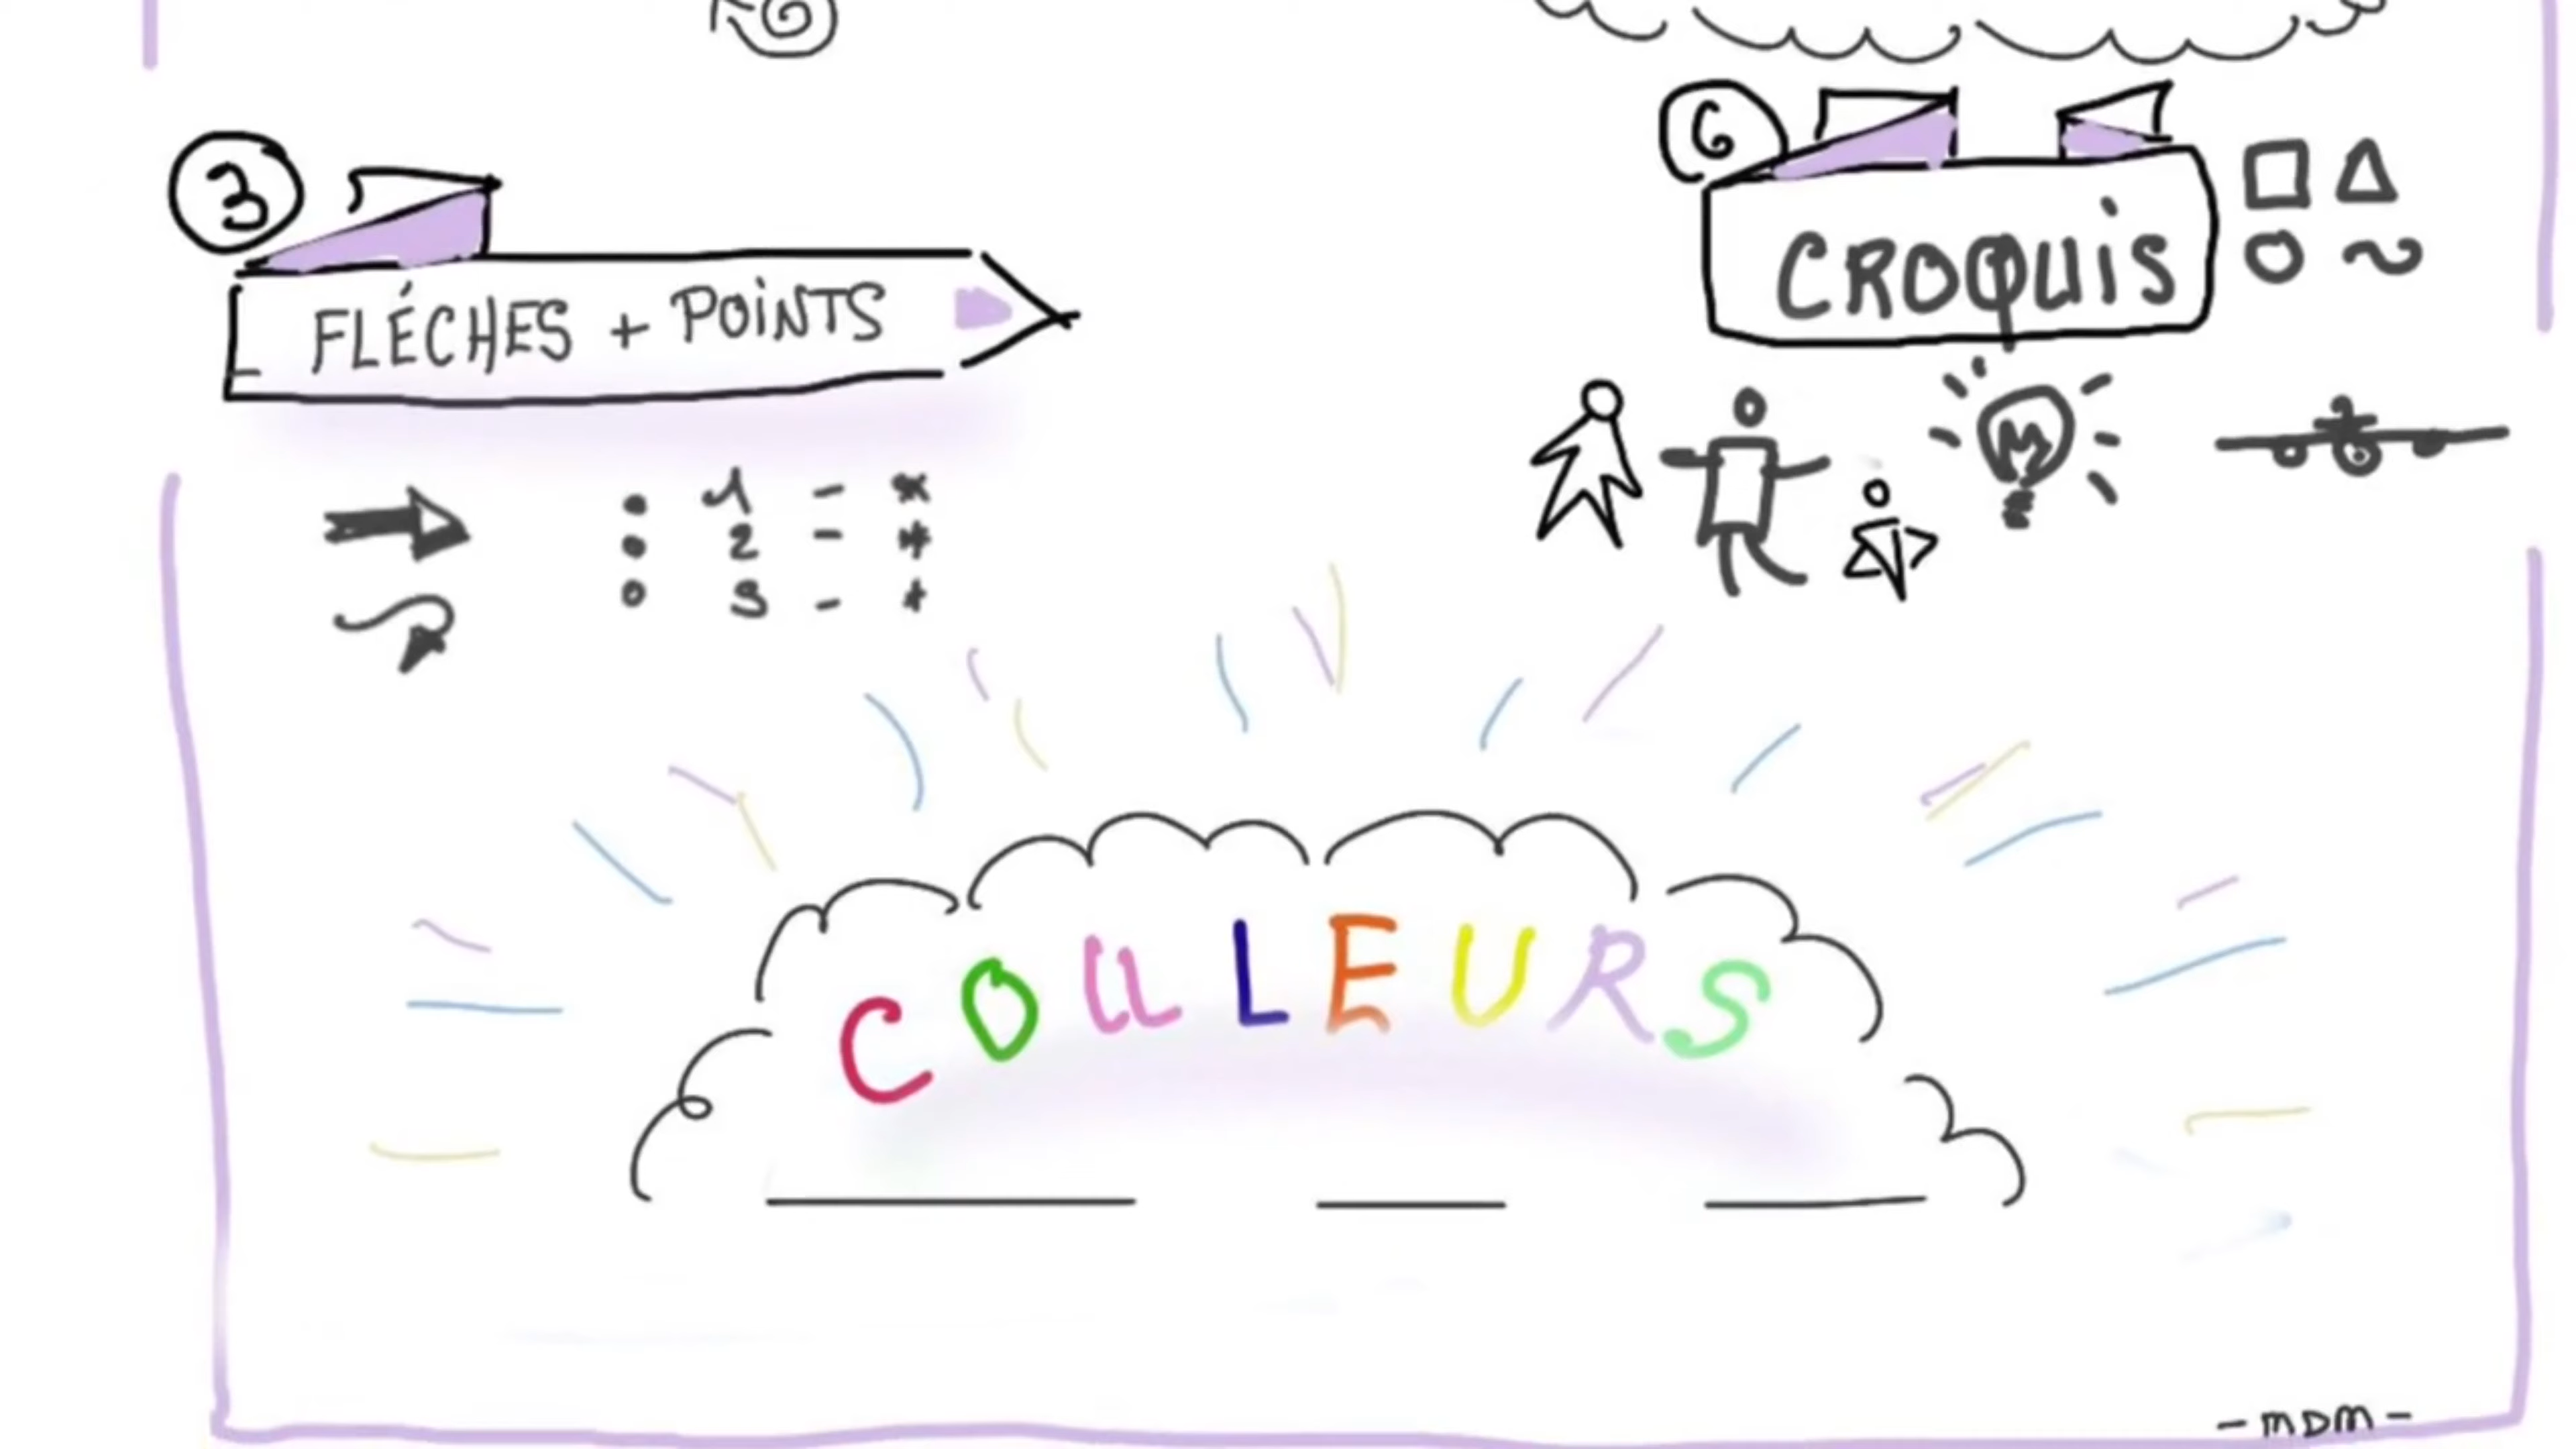 3
FLÉCHES + POINTS
1 -
2 -
3 -
6
CROQUiS
COULEURS
- MDM -